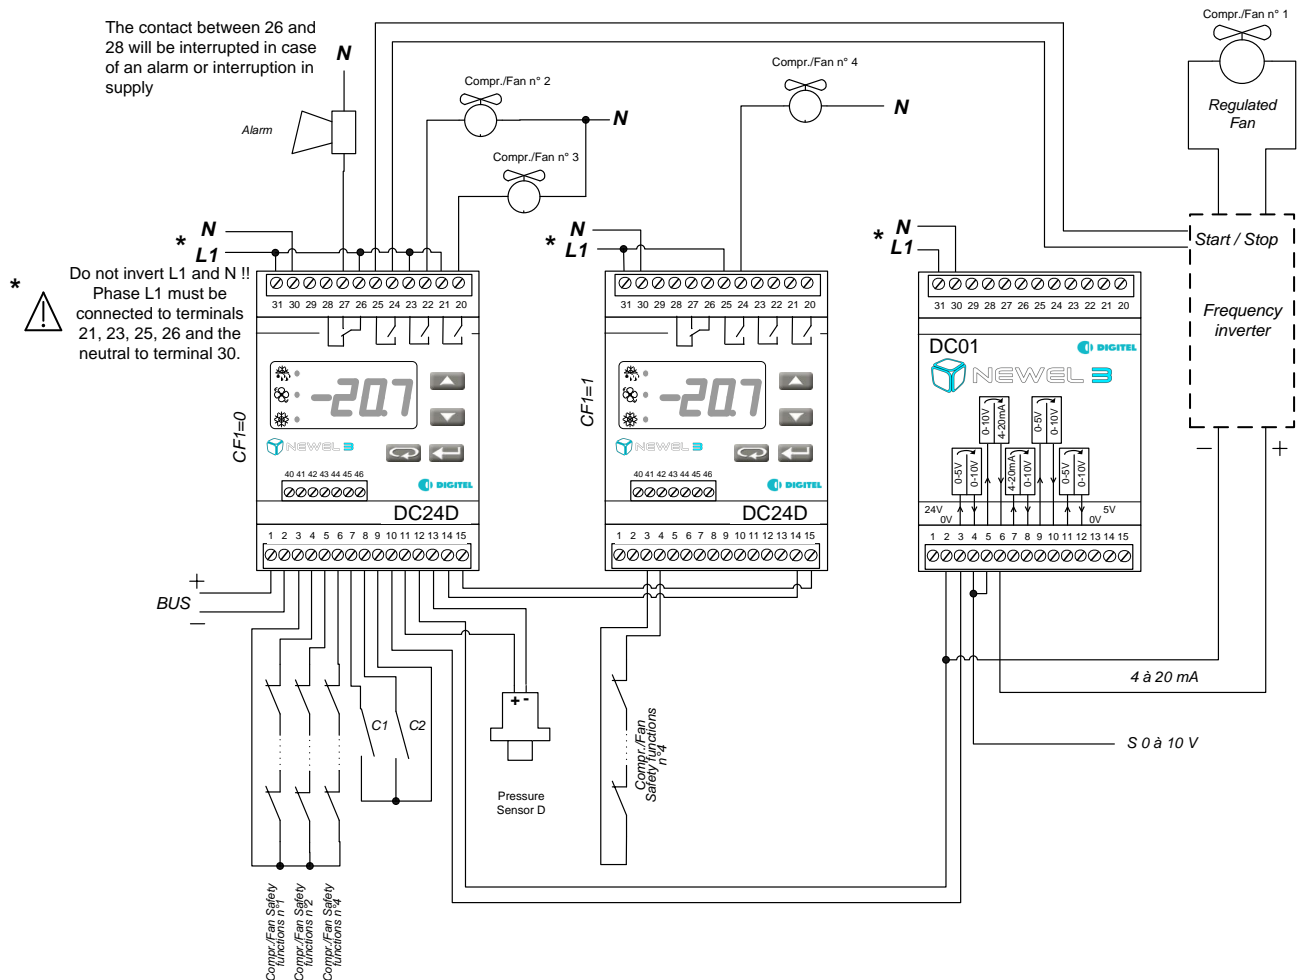 The contact between 26 and
28 will be interrupted in case
of an alarm or interruption in
supply
N
Alarm
Compr./Fan n° 2
N
Compr./Fan n° 3
Compr./Fan n° 4
N
Compr./Fan n° 1
Regulated
Fan
* N
L1
* N
L1
* N
L1
Start / Stop
Frequency
inverter
− +
*
Do not invert L1 and N !!
Phase L1 must be
connected to terminals
21, 23, 25, 26 and the
neutral to terminal 30.
31 30 29 28 27 26 25 24 23 22 21 20
CF1=0
-20.7
NEWEL 3
40 41 42 43 44 45 46
DIGITEL
DC24D
1 2 3 4 5 6 7 8 9 10 11 12 13 14 15
31 30 29 28 27 26 25 24 23 22 21 20
CF1=1
-20.7
NEWEL 3
40 41 42 43 44 45 46
DIGITEL
DC24D
1 2 3 4 5 6 7 8 9 10 11 12 13 14 15
31 30 29 28 27 26 25 24 23 22 21 20
DC01
DIGITEL
NEWEL 3
0-10V
4-20mA
0-5V
0-10V
0-5V
0-10V
4-20mA
0-10V
0-5V
0-10V
24V
0V
5V
0V
1 2 3 4 5 6 7 8 9 10 11 12 13 14 15
+
BUS
−
C1
C2
+ -
Pressure
Sensor D
Compr./Fan
Safety functions
n°4
4 à 20 mA
S 0 à 10 V
Compr./Fan Safety
functions n°1
Compr./Fan Safety
functions n°2
Compr./Fan Safety
functions n°4